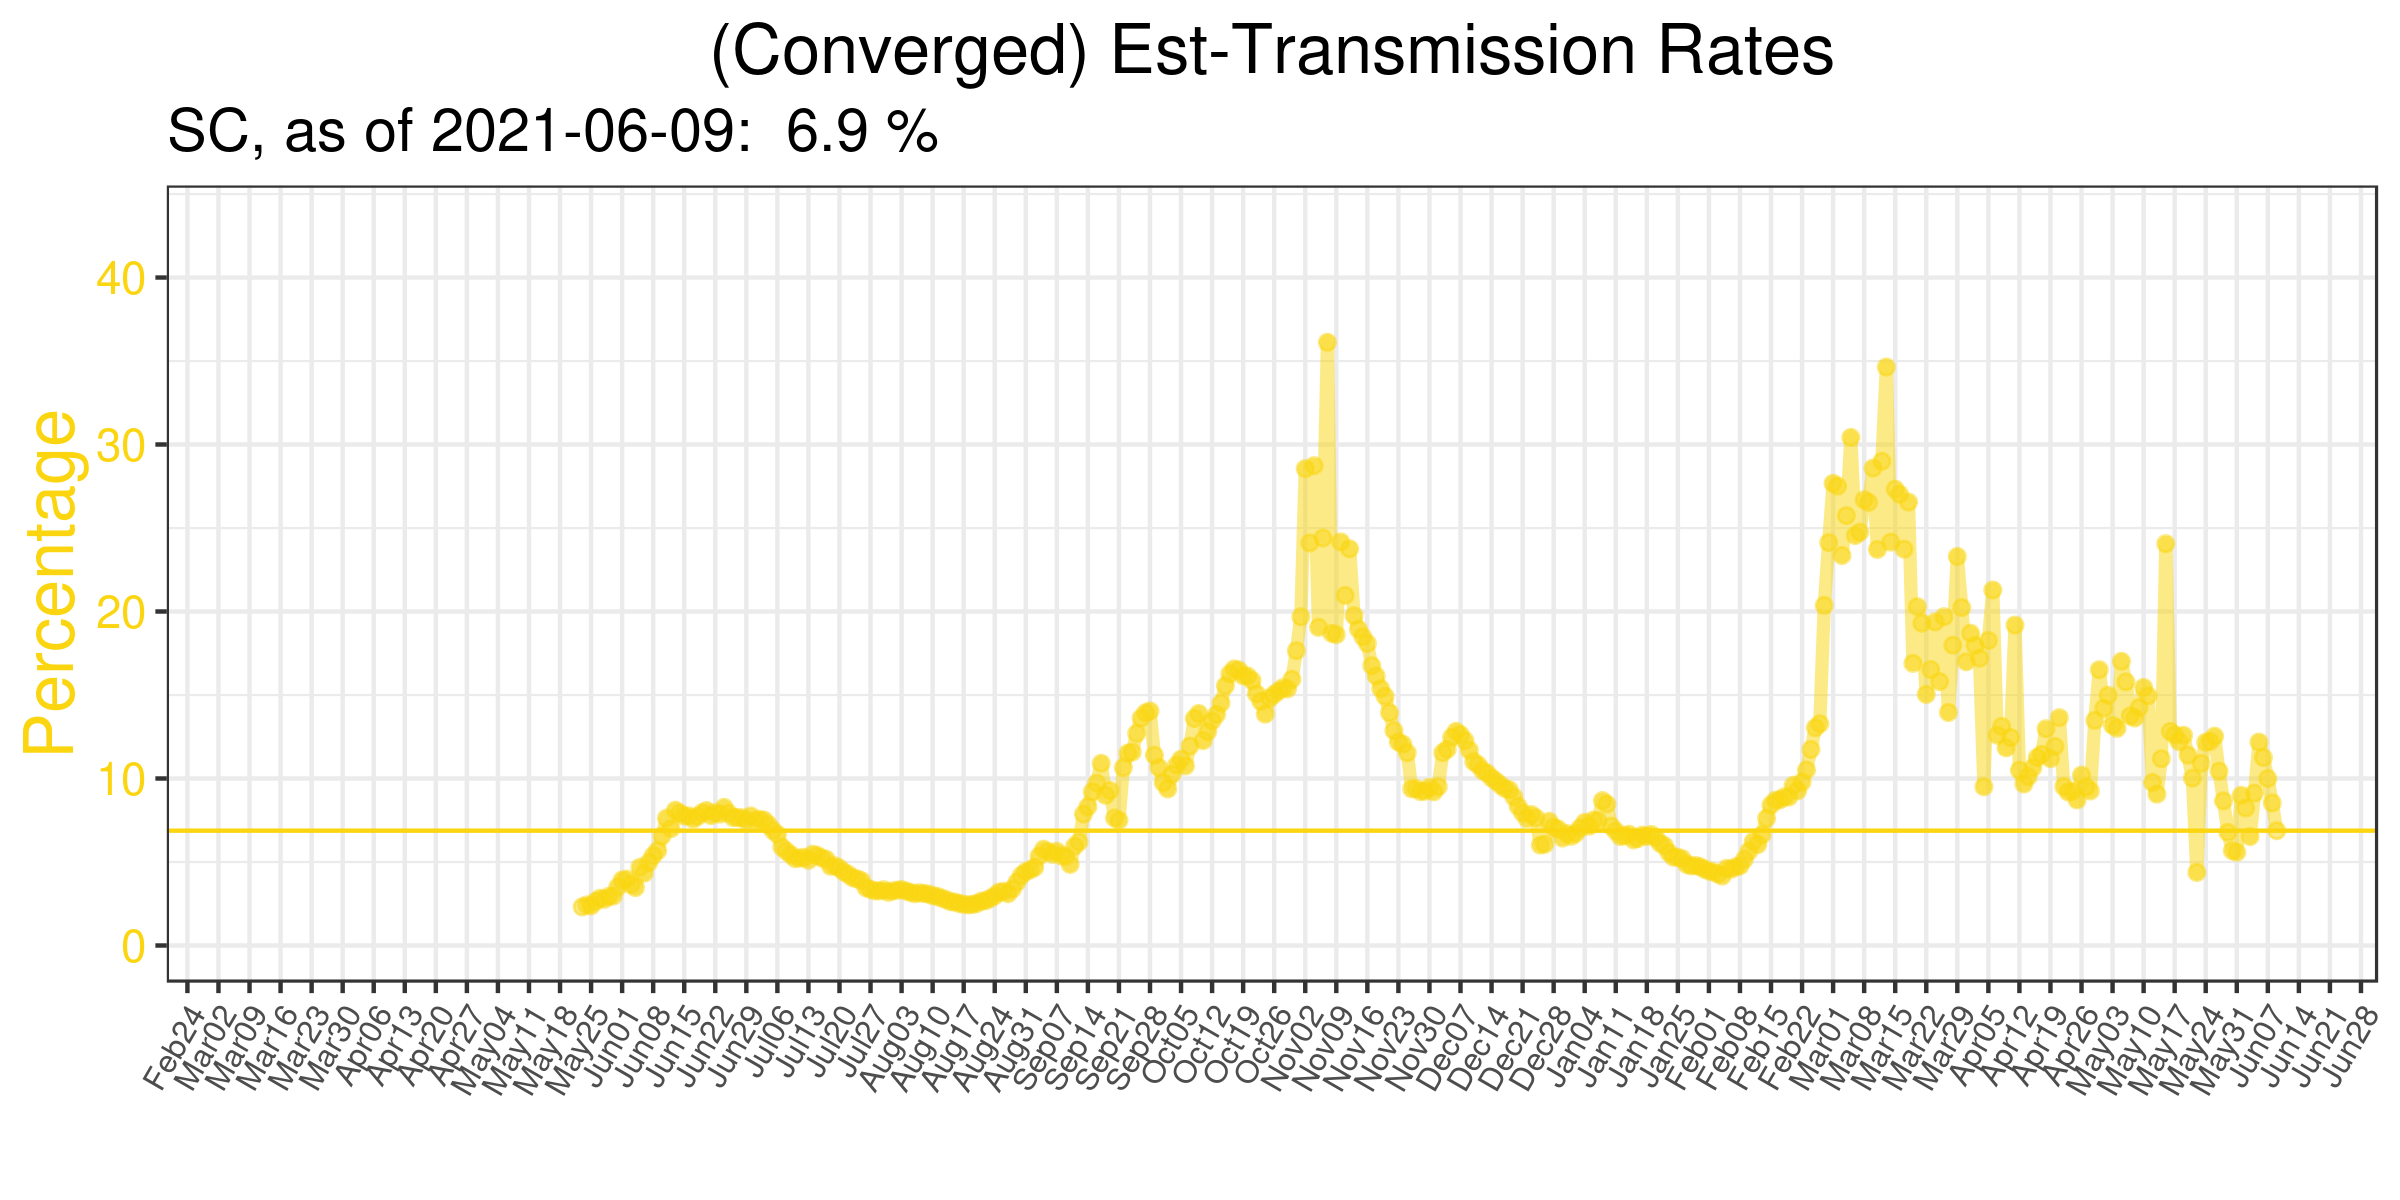 (Converged) Est-Transmission Rates
SC, as of 2021-06-09:  6.9 %
Percentage
40
30
20
10
0
Feb24
Mar02
Mar09
Mar16
Mar23
Mar30
Apr06
Apr13
Apr20
Apr27
May04
May11
May18
May25
Jun01
Jun08
Jun15
Jun22
Jun29
Jul06
Jul13
Jul20
Jul27
Aug03
Aug10
Aug17
Aug24
Aug31
Sep07
Sep14
Sep21
Sep28
Oct05
Oct12
Oct19
Oct26
Nov02
Nov09
Nov16
Nov23
Nov30
Dec07
Dec14
Dec21
Dec28
Jan04
Jan11
Jan18
Jan25
Feb01
Feb08
Feb15
Feb22
Mar01
Mar08
Mar15
Mar22
Mar29
Apr05
Apr12
Apr19
Apr26
May03
May10
May17
May24
May31
Jun07
Jun14
Jun21
Jun28